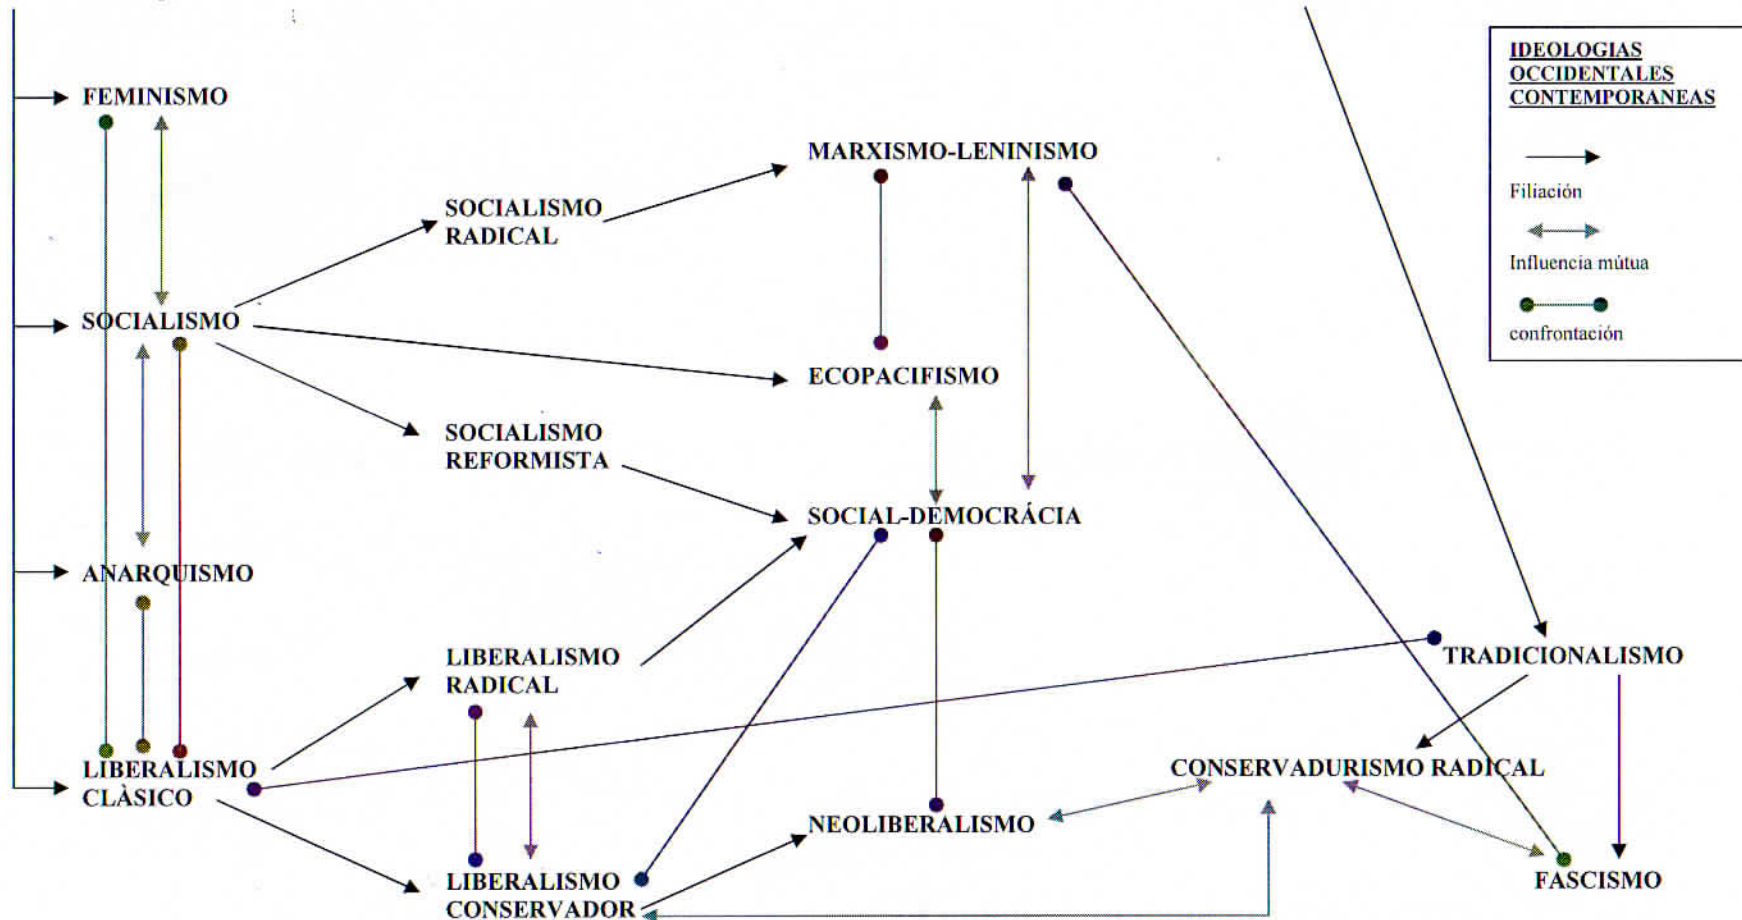 IDEOLOGIAS
OCCIDENTALES
CONTEMPORANEAS
Filiación
Influencia mútua
confrontación
FEMINISMO
MARXISMO-LENINISMO
SOCIALISMO
RADICAL
SOCIALISMO
ECOPACIFISMO
SOCIALISMO
REFORMISTA
SOCIAL-DEMOCRÁCIA
ANARQUISMO
LIBERALISMO
RADICAL
TRADICIONALISMO
LIBERALISMO
CLÀSICO
CONSERVADURISMO RADICAL
NEOLIBERALISMO
LIBERALISMO
CONSERVADOR
FASCISMO